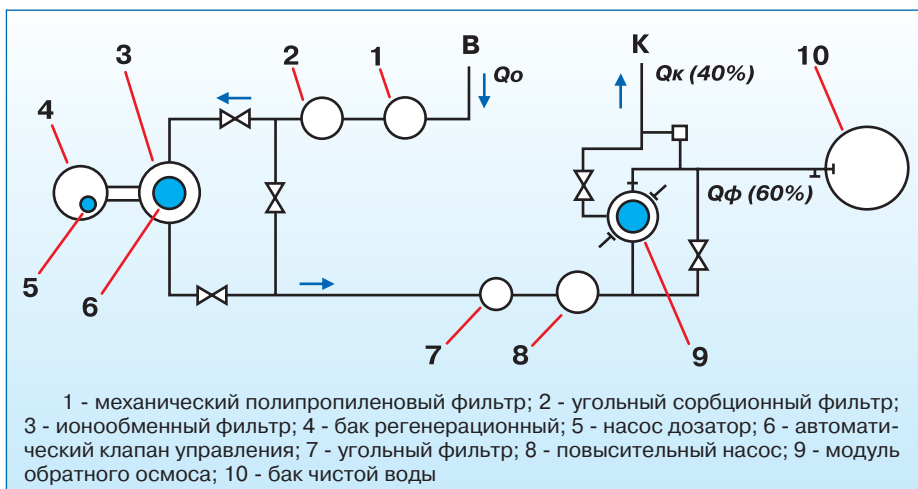 3
2
1
В
Qо
К
Qк (40%)
10
4
Qф (60%)
5
6
7
8
9
1 - механический полипропиленовый фильтр; 2 - угольный сорбционный фильтр;
3 - ионообменный фильтр; 4 - бак регенерационный; 5 - насос дозатор; 6 - автомати-
ческий клапан управления; 7 - угольный фильтр; 8 - повысительный насос; 9 - модуль
обратного осмоса; 10 - бак чистой воды